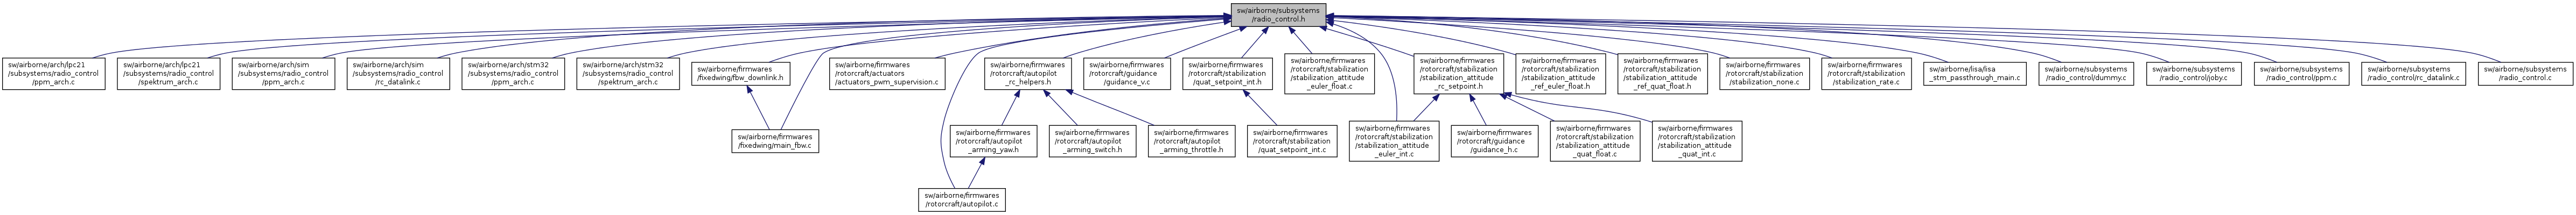 sw/airborne/subsystems
/radio_control.h
sw/airborne/arch/lpc21
/subsystems/radio_control
/ppm_arch.c
sw/airborne/arch/lpc21
/subsystems/radio_control
/spektrum_arch.c
sw/airborne/arch/sim
/subsystems/radio_control
/ppm_arch.c
sw/airborne/arch/sim
/subsystems/radio_control
/rc_datalink.c
sw/airborne/arch/stm32
/subsystems/radio_control
/ppm_arch.c
sw/airborne/arch/stm32
/subsystems/radio_control
/spektrum_arch.c
sw/airborne/firmwares
/fixedwing/fbw_downlink.h
sw/airborne/firmwares
/rotorcraft/actuators
/actuators_pwm_supervision.c
sw/airborne/firmwares
/rotorcraft/autopilot
_rc_helpers.h
sw/airborne/firmwares
/rotorcraft/guidance
/guidance_v.c
sw/airborne/firmwares
/rotorcraft/stabilization
/quat_setpoint_int.h
sw/airborne/firmwares
/rotorcraft/stabilization
/stabilization_attitude
_euler_float.c
sw/airborne/firmwares
/rotorcraft/stabilization
/stabilization_attitude
_rc_setpoint.h
sw/airborne/firmwares
/rotorcraft/stabilization
/stabilization_attitude
_ref_euler_float.h
sw/airborne/firmwares
/rotorcraft/stabilization
/stabilization_attitude
_ref_quat_float.h
sw/airborne/firmwares
/rotorcraft/stabilization
/stabilization_none.c
sw/airborne/firmwares
/rotorcraft/stabilization
/stabilization_rate.c
sw/airborne/lisa/lisa
_stm_passthrough_main.c
sw/airborne/subsystems
/radio_control/dummy.c
sw/airborne/subsystems
/radio_control/joby.c
sw/airborne/subsystems
/radio_control/ppm.c
sw/airborne/subsystems
/radio_control/rc_datalink.c
sw/airborne/subsystems
/radio_control.c
sw/airborne/firmwares
/fixedwing/main_fbw.c
sw/airborne/firmwares
/rotorcraft/autopilot
_arming_yaw.h
sw/airborne/firmwares
/rotorcraft/autopilot
_arming_switch.h
sw/airborne/firmwares
/rotorcraft/autopilot
_arming_throttle.h
sw/airborne/firmwares
/rotorcraft/stabilization
/quat_setpoint_int.c
sw/airborne/firmwares
/rotorcraft/stabilization
/stabilization_attitude
_euler_int.c
sw/airborne/firmwares
/rotorcraft/guidance
/guidance_h.c
sw/airborne/firmwares
/rotorcraft/stabilization
/stabilization_attitude
_quat_float.c
sw/airborne/firmwares
/rotorcraft/stabilization
/stabilization_attitude
_quat_int.c
sw/airborne/firmwares
/rotorcraft/autopilot.c